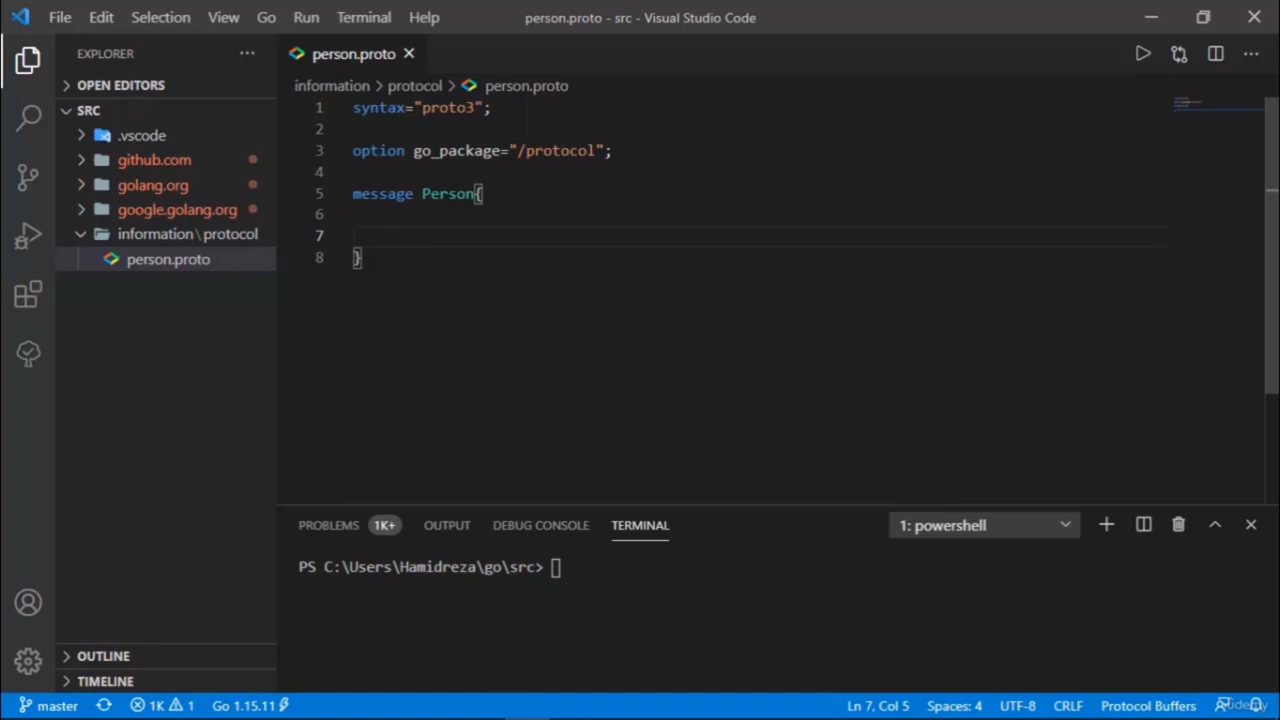 File Edit Selection View Go Run Terminal Help person.proto - src - Visual Studio Code
EXPLORER
person.proto
OPEN EDITORS
information > protocol > person.proto
SRC
.vscode
github.com
golang.org
google.golang.org
information\protocol
person.proto
1 syntax="proto3";
2
3 option go_package="/protocol";
4
5 message Person{
6
7
8 }
PROBLEMS 1K+ OUTPUT DEBUG CONSOLE TERMINAL 1: powershell
PS C:\Users\Hamidreza\go\src>
OUTLINE
TIMELINE
master 1K 1 Go 1.15.11 Ln 7, Col 5 Spaces: 4 UTF-8 CRLF Protocol Buffers